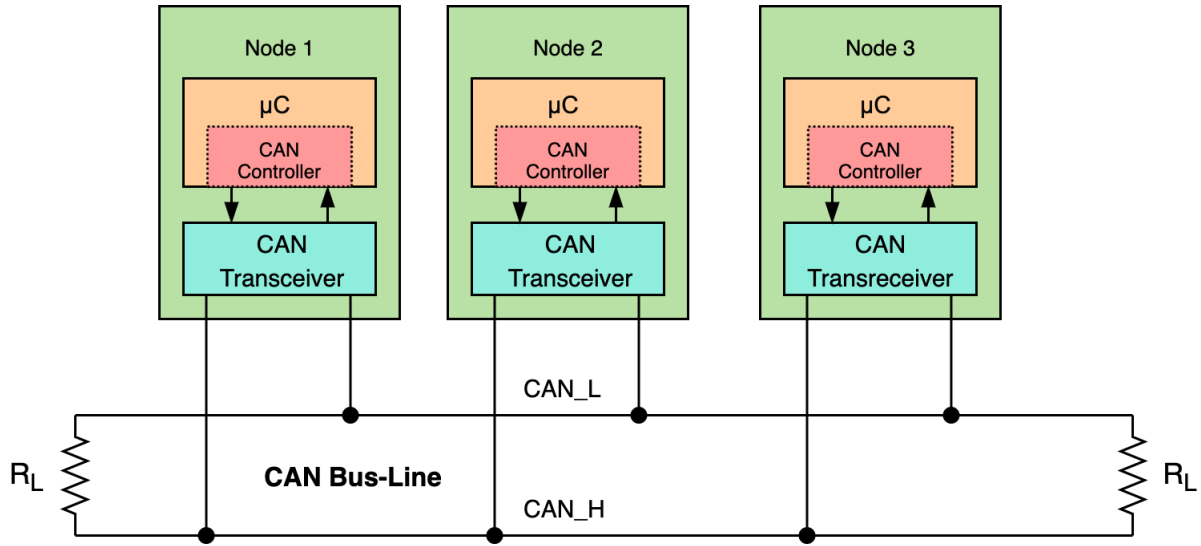 Node 1
µC
CAN
Controller
CAN
Transceiver
Node 2
µC
CAN
Controller
CAN
Transceiver
Node 3
µC
CAN
Controller
CAN
Transreceiver
CAN_L
RL
CAN Bus-Line
RL
CAN_H